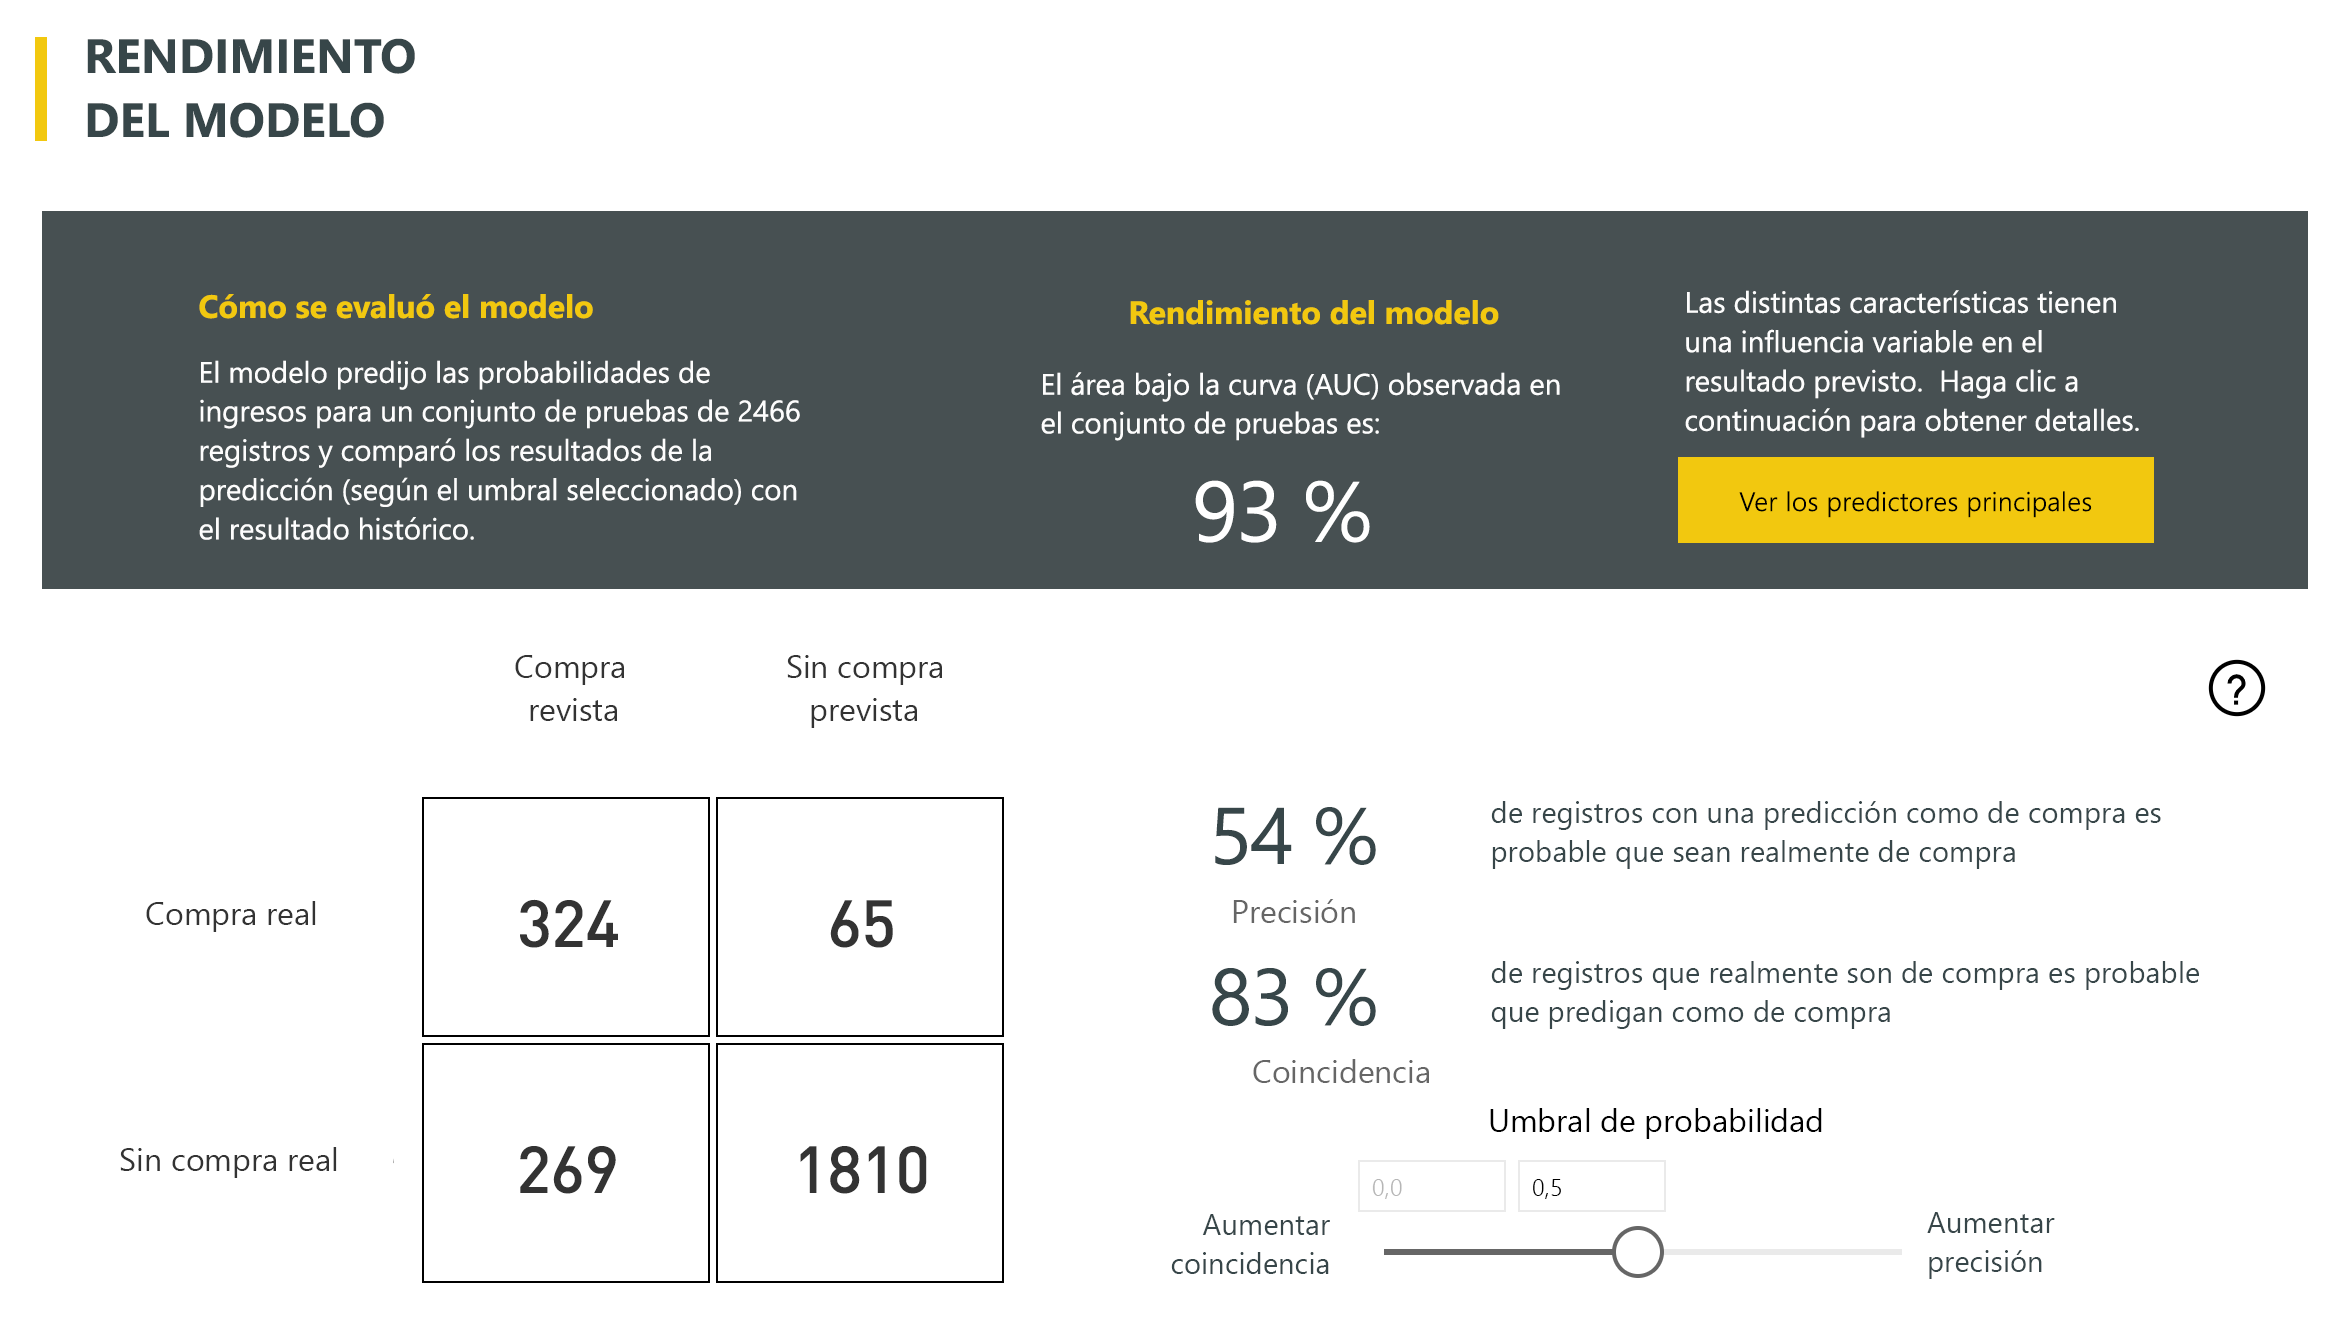 RENDIMIENTO
DEL MODELO
Cómo se evaluó el modelo
El modelo predijo las probabilidades de
ingresos para un conjunto de pruebas de 2466
registros y comparó los resultados de la
predicción (según el umbral seleccionado) con
el resultado histórico.
Rendimiento del modelo
El área bajo la curva (AUC) observada en
el conjunto de pruebas es:
93 %
Las distintas características tienen
una influencia variable en el
resultado previsto.  Haga clic a
continuación para obtener detalles.
Ver los predictores principales
Compra
revista
Sin compra
prevista
?
Compra real
324
65
Sin compra real
269
1810
54 %
Precisión
de registros con una predicción como de compra es
probable que sean realmente de compra
83 %
Coincidencia
de registros que realmente son de compra es probable
que predigan como de compra
Umbral de probabilidad
0,0
0,5
Aumentar
coincidencia
Aumentar
precisión